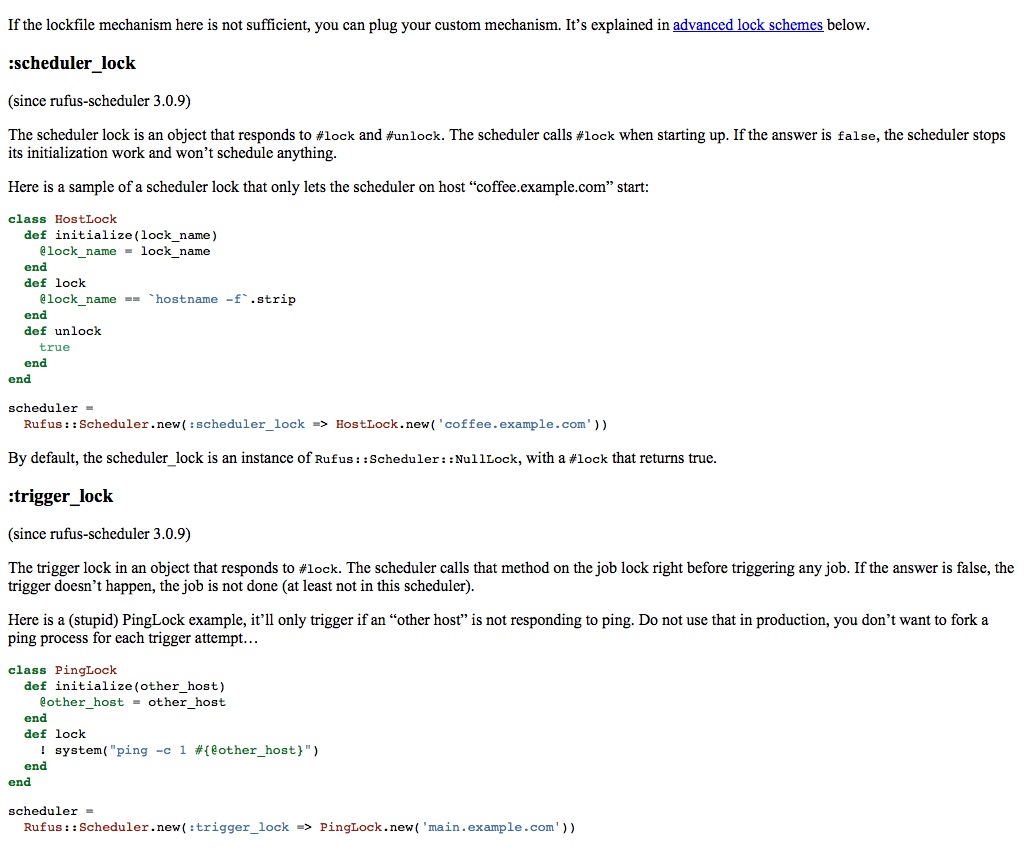 If the lockfile mechanism here is not sufficient, you can plug your custom mechanism. It’s explained in advanced lock schemes below.
:scheduler_lock
(since rufus-scheduler 3.0.9)
The scheduler lock is an object that responds to #lock and #unlock. The scheduler calls #lock when starting up. If the answer is false, the scheduler stops
its initialization work and won’t schedule anything.
Here is a sample of a scheduler lock that only lets the scheduler on host “coffee.example.com” start:
class HostLock
  def initialize(lock_name)
    @lock_name = lock_name
  end
  def lock
    @lock_name == `hostname -f`.strip
  end
  def unlock
    true
  end
end
scheduler =
  Rufus::Scheduler.new(:scheduler_lock => HostLock.new('coffee.example.com'))
By default, the scheduler_lock is an instance of Rufus::Scheduler::NullLock, with a #lock that returns true.
:trigger_lock
(since rufus-scheduler 3.0.9)
The trigger lock in an object that responds to #lock. The scheduler calls that method on the job lock right before triggering any job. If the answer is false, the
trigger doesn’t happen, the job is not done (at least not in this scheduler).
Here is a (stupid) PingLock example, it’ll only trigger if an “other host” is not responding to ping. Do not use that in production, you don’t want to fork a
ping process for each trigger attempt…
class PingLock
  def initialize(other_host)
    @other_host = other_host
  end
  def lock
    ! system("ping -c 1 #{@other_host}")
  end
end
scheduler =
  Rufus::Scheduler.new(:trigger_lock => PingLock.new('main.example.com'))